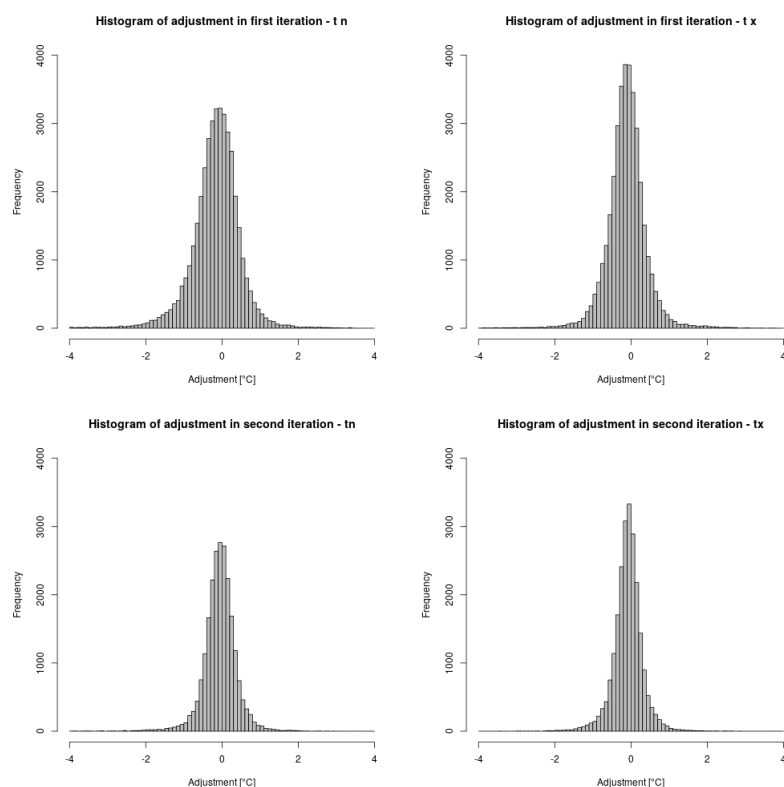 Histogram of adjustment in first iteration - t n
Frequency
4000
3000
2000
1000
0
-4 -2 0 2 4
Adjustment [°C]
Histogram of adjustment in first iteration - t x
Frequency
4000
3000
2000
1000
0
-4 -2 0 2 4
Adjustment [°C]
Histogram of adjustment in second iteration - tn
Frequency
4000
3000
2000
1000
0
-4 -2 0 2 4
Adjustment [°C]
Histogram of adjustment in second iteration - tx
Frequency
4000
3000
2000
1000
0
-4 -2 0 2 4
Adjustment [°C]